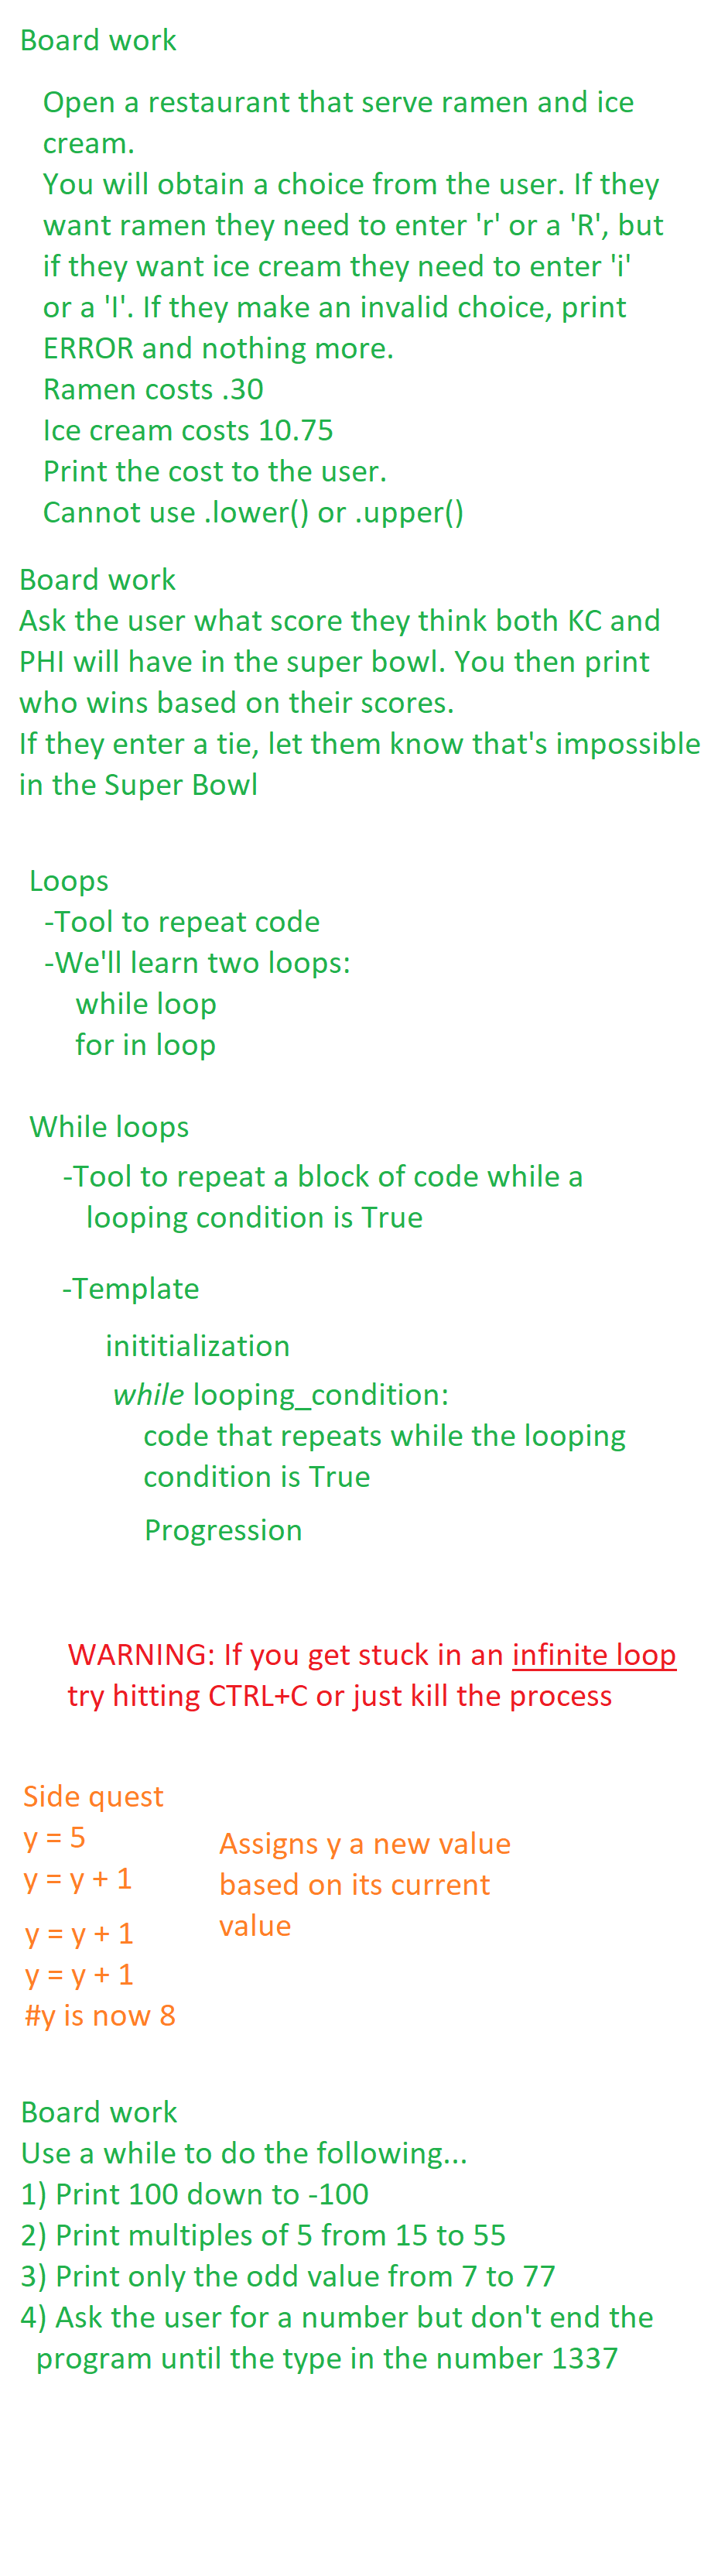 Board work
Open a restaurant that serve ramen and ice
cream.
You will obtain a choice from the user. If they
want ramen they need to enter 'r' or a 'R', but
if they want ice cream they need to enter 'i'
or a 'I'. If they make an invalid choice, print
ERROR and nothing more.
Ramen costs .30
Ice cream costs 10.75
Print the cost to the user.
Cannot use .lower() or .upper()
Board work
Ask the user what score they think both KC and
PHI will have in the super bowl. You then print
who wins based on their scores.
If they enter a tie, let them know that's impossible
in the Super Bowl
Loops
-Tool to repeat code
-We'll learn two loops:
while loop
for in loop
While loops
-Tool to repeat a block of code while a
looping condition is True
-Template
inititialization
while looping_condition:
code that repeats while the looping
condition is True
Progression
WARNING: If you get stuck in an infinite loop
try hitting CTRL+C or just kill the process
Side quest
y = 5
y = y + 1
y = y + 1
y = y + 1
#y is now 8
Assigns y a new value
based on its current
value
Board work
Use a while to do the following...
1) Print 100 down to -100
2) Print multiples of 5 from 15 to 55
3) Print only the odd value from 7 to 77
4) Ask the user for a number but don't end the
program until the type in the number 1337